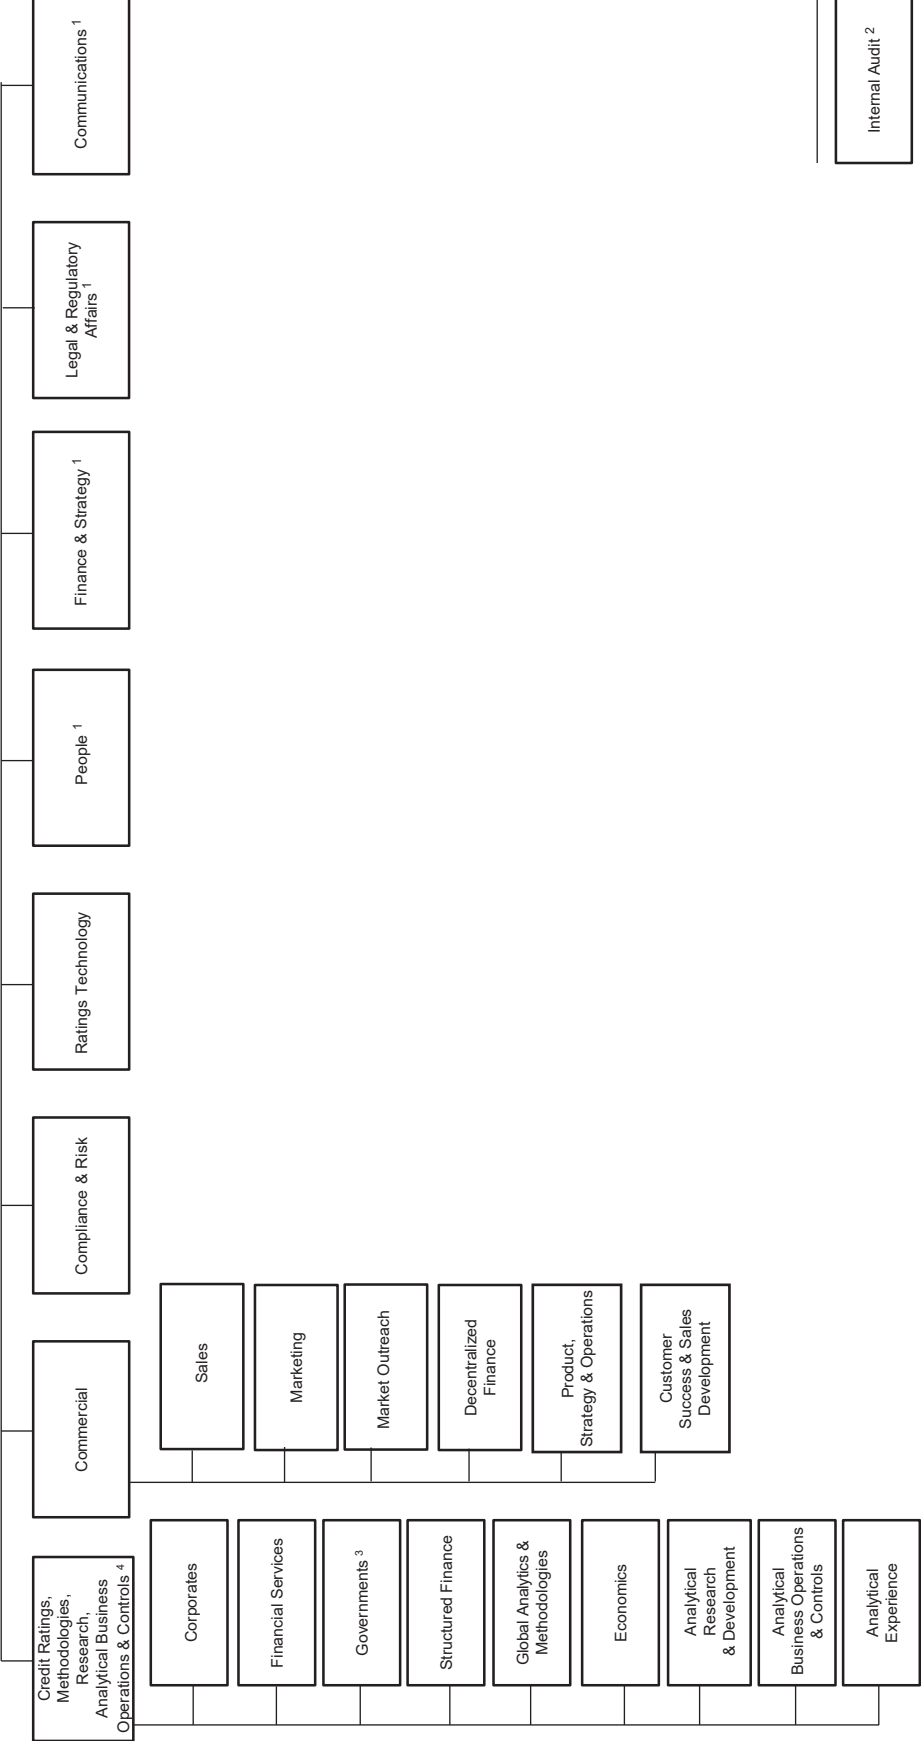 Credit Ratings,
Methodologies,
Research,
Analytical Business
Operations & Controls 4
Commercial
Compliance & Risk
Ratings Technology
People 1
Finance & Strategy 1
Legal & Regulatory
Affairs 1
Communications 1
Corporates
Financial Services
Governments 3
Structured Finance
Global Analytics &
Methodologies
Economics
Analytical
Research
& Development
Analytical
Business Operations
& Controls
Analytical
Experience
Sales
Marketing
Market Outreach
Decentralized
Finance
Product,
Strategy & Operations
Customer
Success & Sales
Development
Internal Audit 2